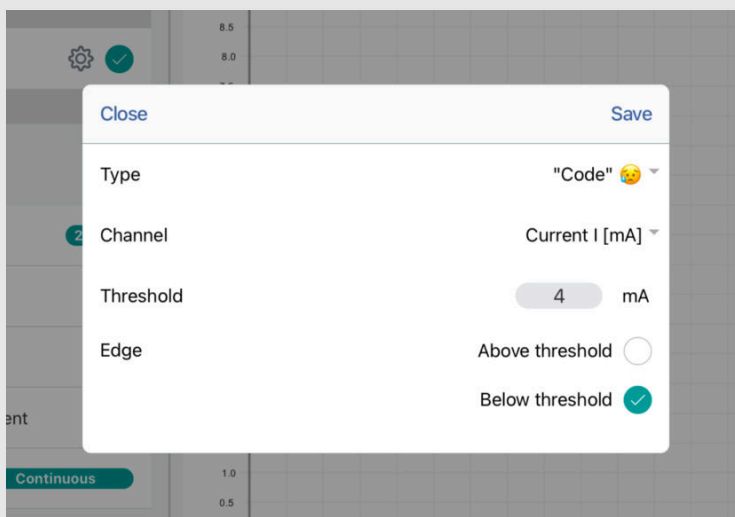 8.5
8.0
Close Save
Type "Code" 😥
Channel Current I [mA]
2
Threshold 4 mA
Edge Above threshold
Below threshold
ent
1.0
Continuous
0.5